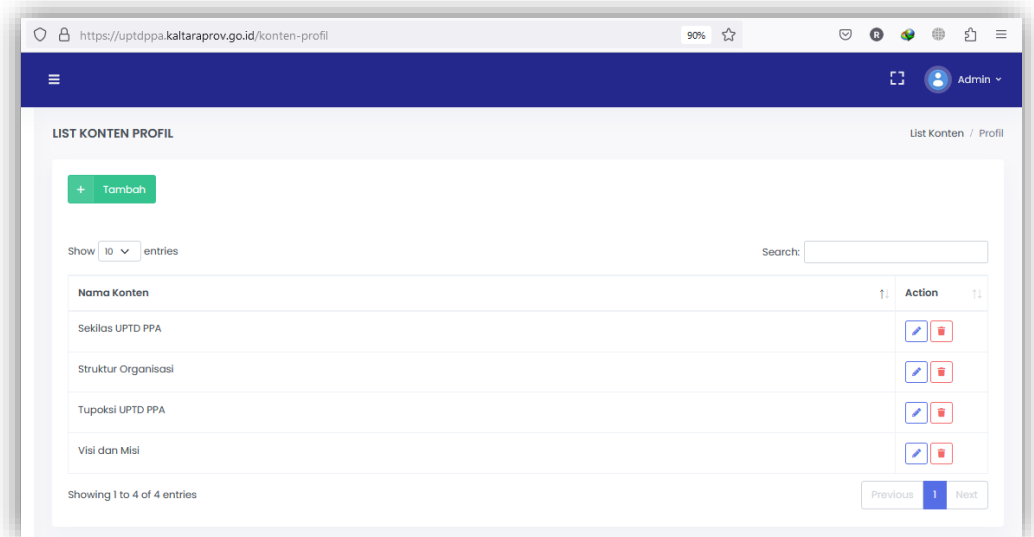 https://uptdppa.kaltaraprov.go.id/konten-profil 90%
Admin
LIST KONTEN PROFIL List Konten / Profil
+ Tambah
Show 10 entries Search:
Nama Konten Action
Sekilas UPTD PPA
Struktur Organisasi
Tupoksi UPTD PPA
Visi dan Misi
Showing 1 to 4 of 4 entries Previous 1 Next